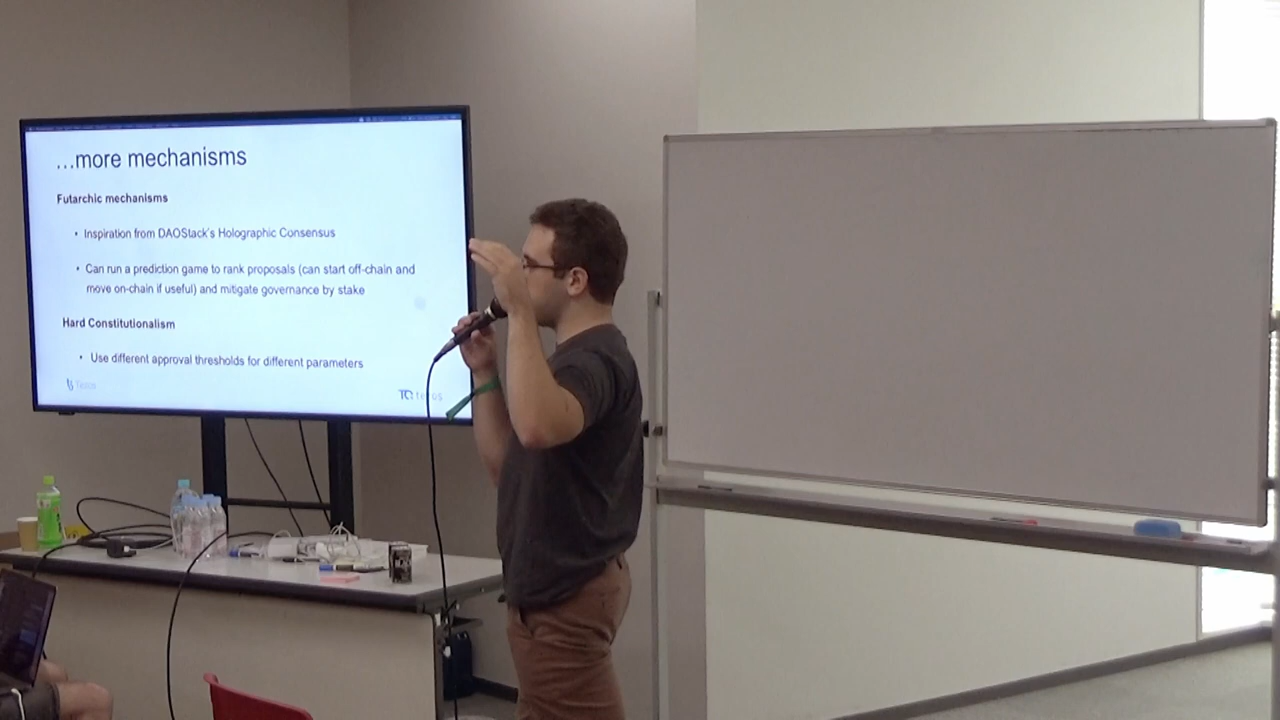 ...more mechanisms
Futarchic mechanisms
• Inspiration from DAOStack's Holographic Consensus
• Can run a prediction game to rank proposals (can start off-chain and
move on-chain if useful) and mitigate governance by stake
Hard Constitutionalism
• Use different approval thresholds for different parameters